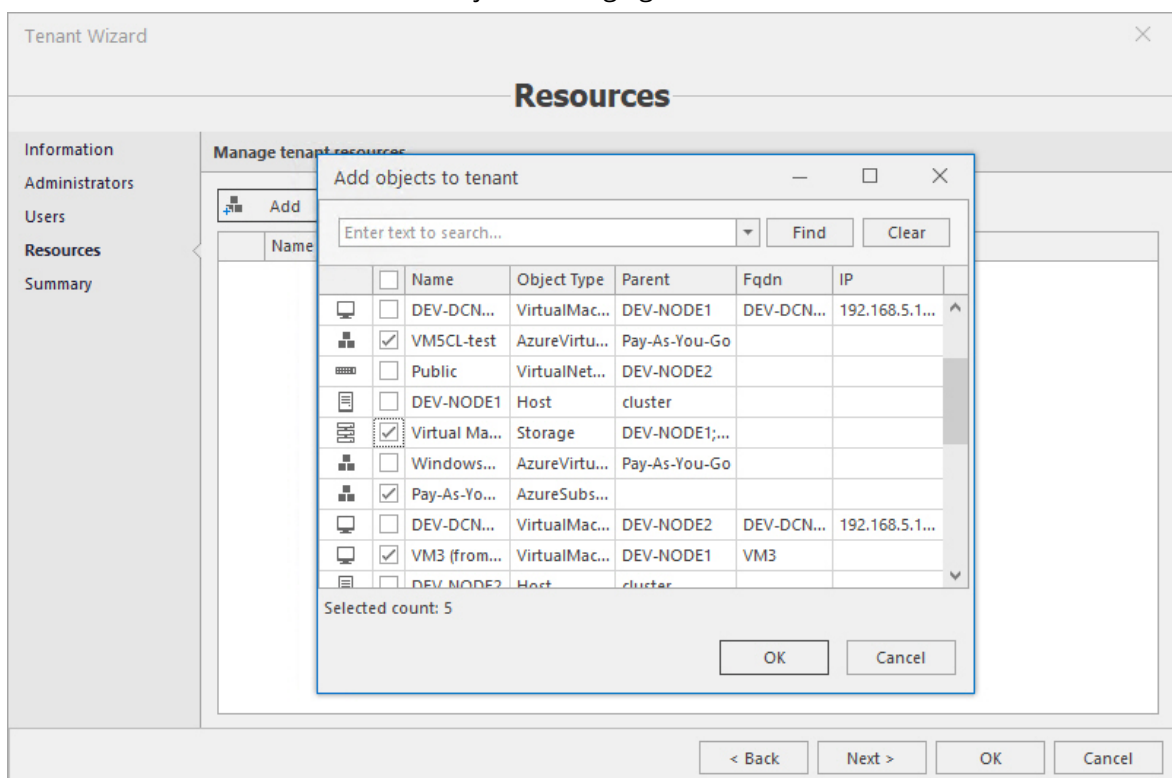 Tenant Wizard
Resources
Information
Administrators
Users
Resources
Summary
Manage tenant resources
Add
Name
Add objects to tenant
Enter text to search...
Find
Clear
Name Object Type Parent Fqdn IP
DEV-DCN... VirtualMac... DEV-NODE1 DEV-DCN... 192.168.5.1...
VM5CL-test AzureVirtu... Pay-As-You-Go
Public VirtualNet... DEV-NODE2
DEV-NODE1 Host cluster
Virtual Ma... Storage DEV-NODE1;...
Windows... AzureVirtu... Pay-As-You-Go
Pay-As-Yo... AzureSubs...
DEV-DCN... VirtualMac... DEV-NODE2 DEV-DCN... 192.168.5.1...
VM3 (from... VirtualMac... DEV-NODE1 VM3
DEV-NODE2 Host cluster
Selected count: 5
OK Cancel
< Back Next > OK Cancel